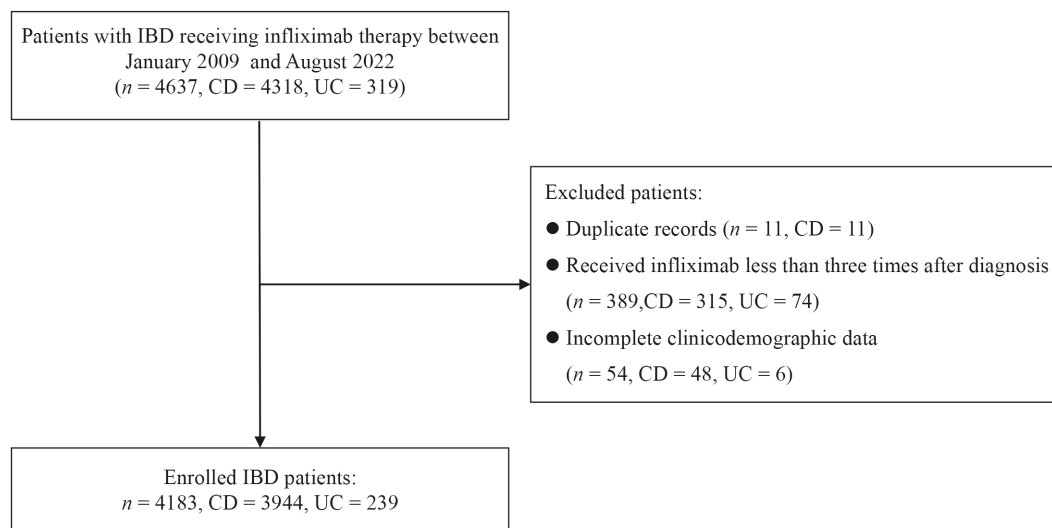 Patients with IBD receiving infliximab therapy between
January 2009 and August 2022
(n = 4637, CD = 4318, UC = 319)
Excluded patients:
● Duplicate records (n = 11, CD = 11)
● Received infliximab less than three times after diagnosis
(n = 389,CD = 315, UC = 74)
● Incomplete clinicodemographic data
(n = 54, CD = 48, UC = 6)
Enrolled IBD patients:
n = 4183, CD = 3944, UC = 239